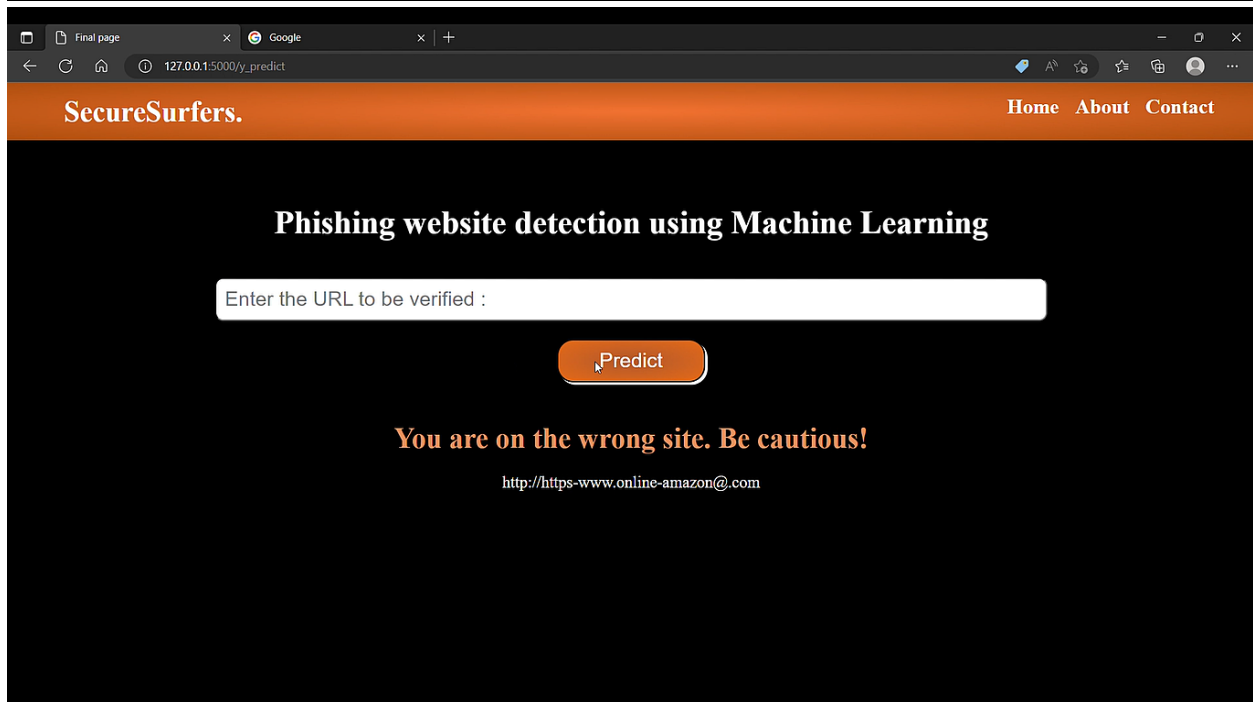 Final page
Google
127.0.0.1:5000/y_predict
SecureSurfers.
Home About Contact
Phishing website detection using Machine Learning
Enter the URL to be verified :
Predict
You are on the wrong site. Be cautious!
http://https-www.online-amazon@.com